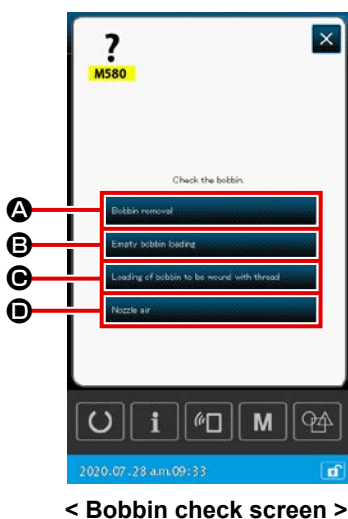 ?
M580
Check the bobbin.
A
Bobbin removal
B
Empty bobbin loading
C
Loading of bobbin to be wound with thread
D
Nozzle air
i
M
2020.07.28 a.m.09:33
< Bobbin check screen >